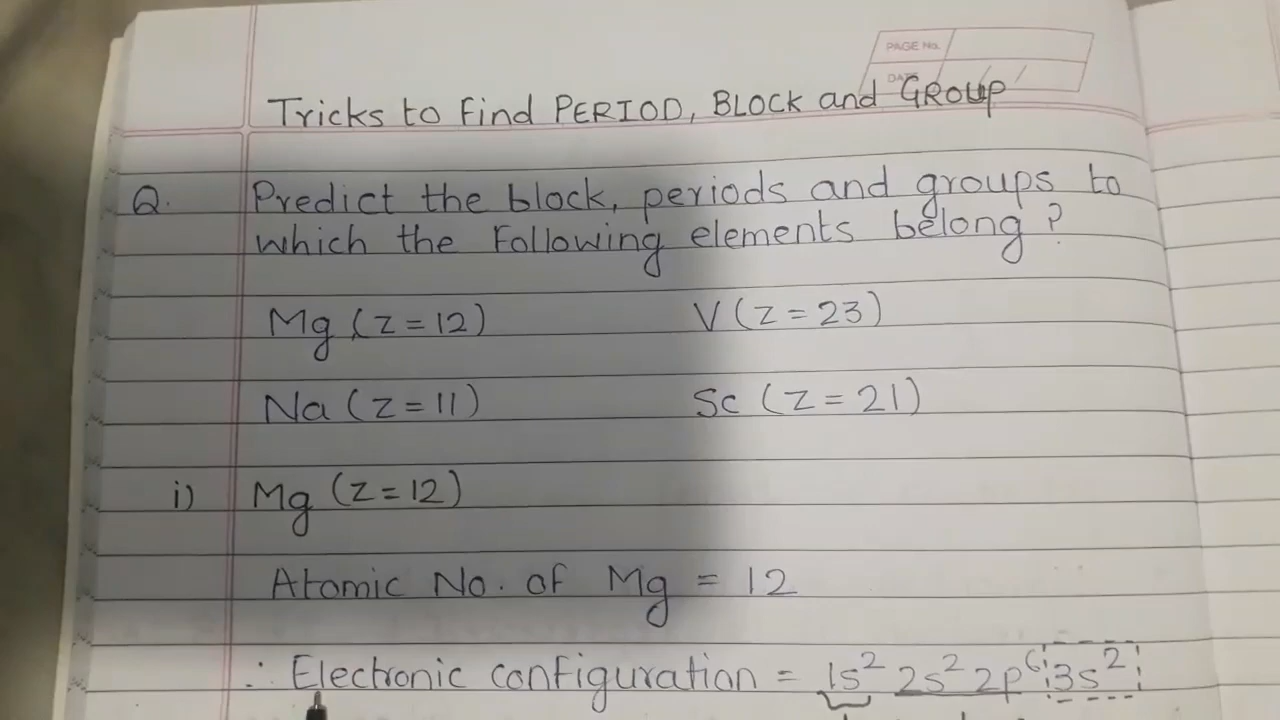 PAGE No.
DATE
Tricks to Find PERIOD, BLOCK and GROUP
Q. Predict the block, periods and groups to
which the Following elements belong?
Mg (Z=12) V (Z=23)
Na (Z=11) Sc (Z=21)
i) Mg (Z=12)
Atomic No. of Mg = 12
∴ Electronic configuration = 1s² 2s² 2p⁶ 3s²